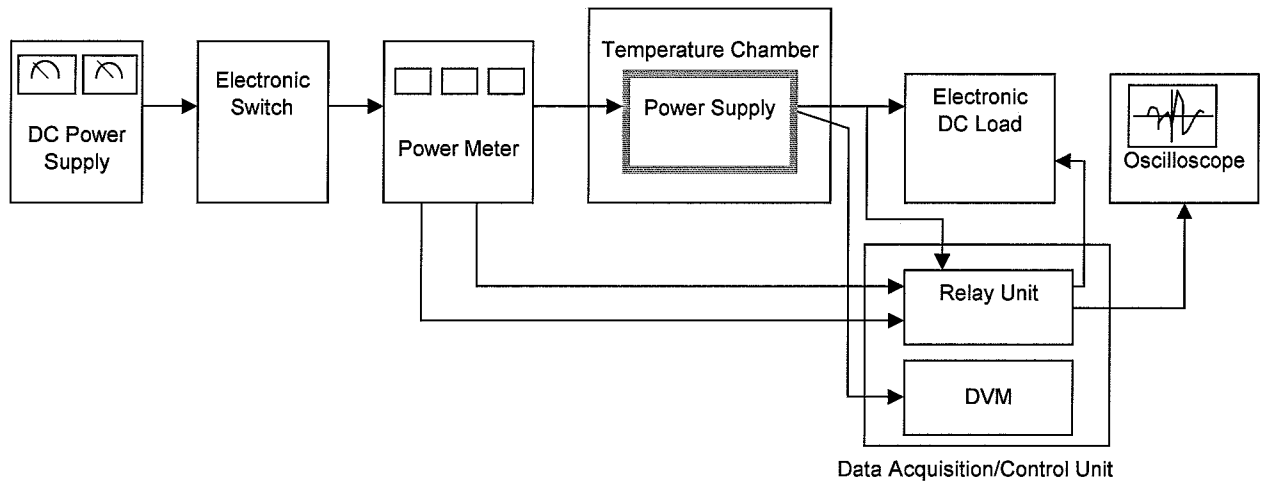 DC Power
Supply
Electronic
Switch
Power Meter
Temperature Chamber
Power Supply
Electronic
DC Load
Oscilloscope
Relay Unit
DVM
Data Acquisition/Control Unit